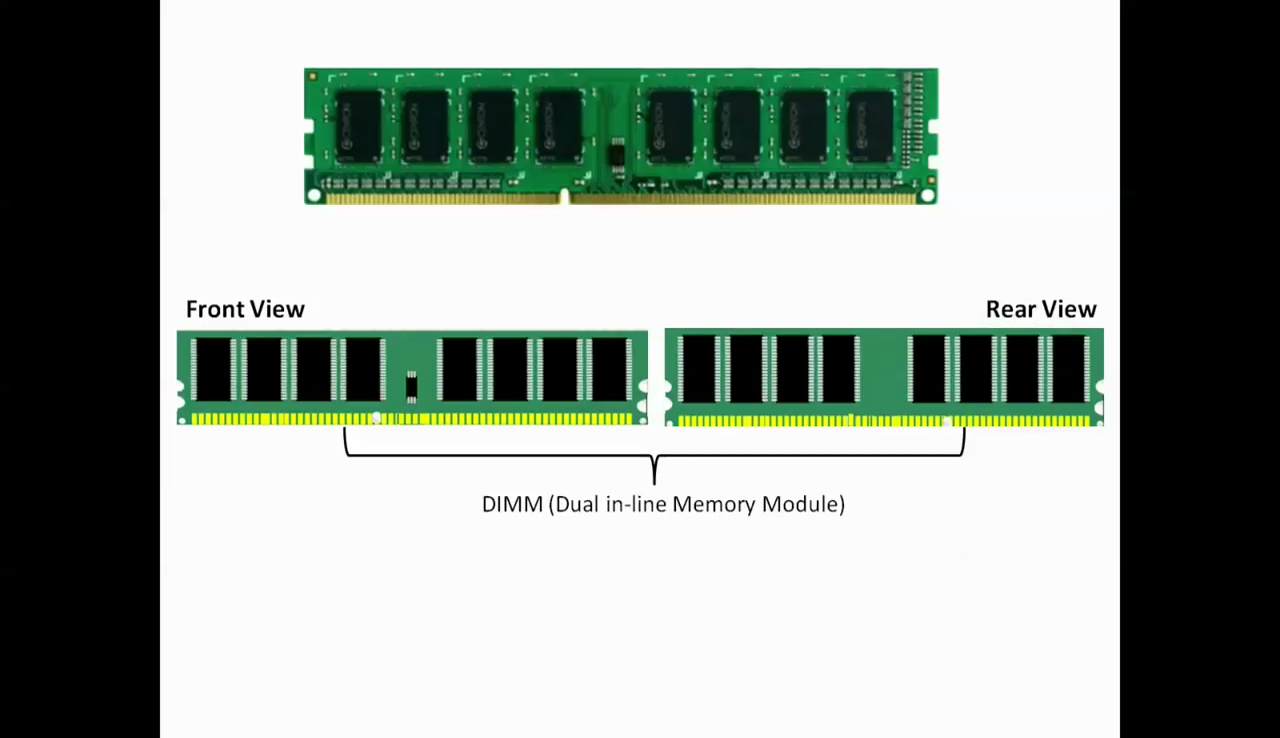 Front View
Rear View
DIMM (Dual in-line Memory Module)